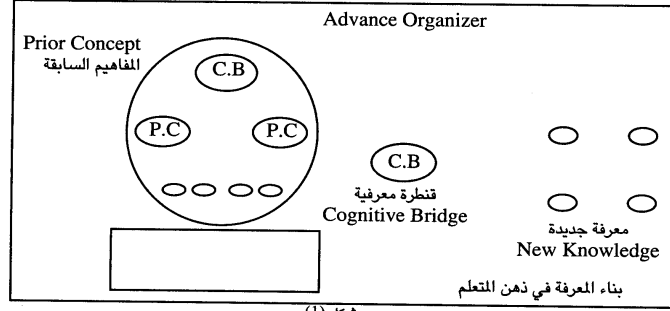 Advance Organizer
Prior Concept
المفاهيم السابقة
C.B
P.C
P.C
C.B
قنطرة معرفية
Cognitive Bridge
معرفة جديدة
New Knowledge
بناء المعرفة في ذهن المتعلم
(1)